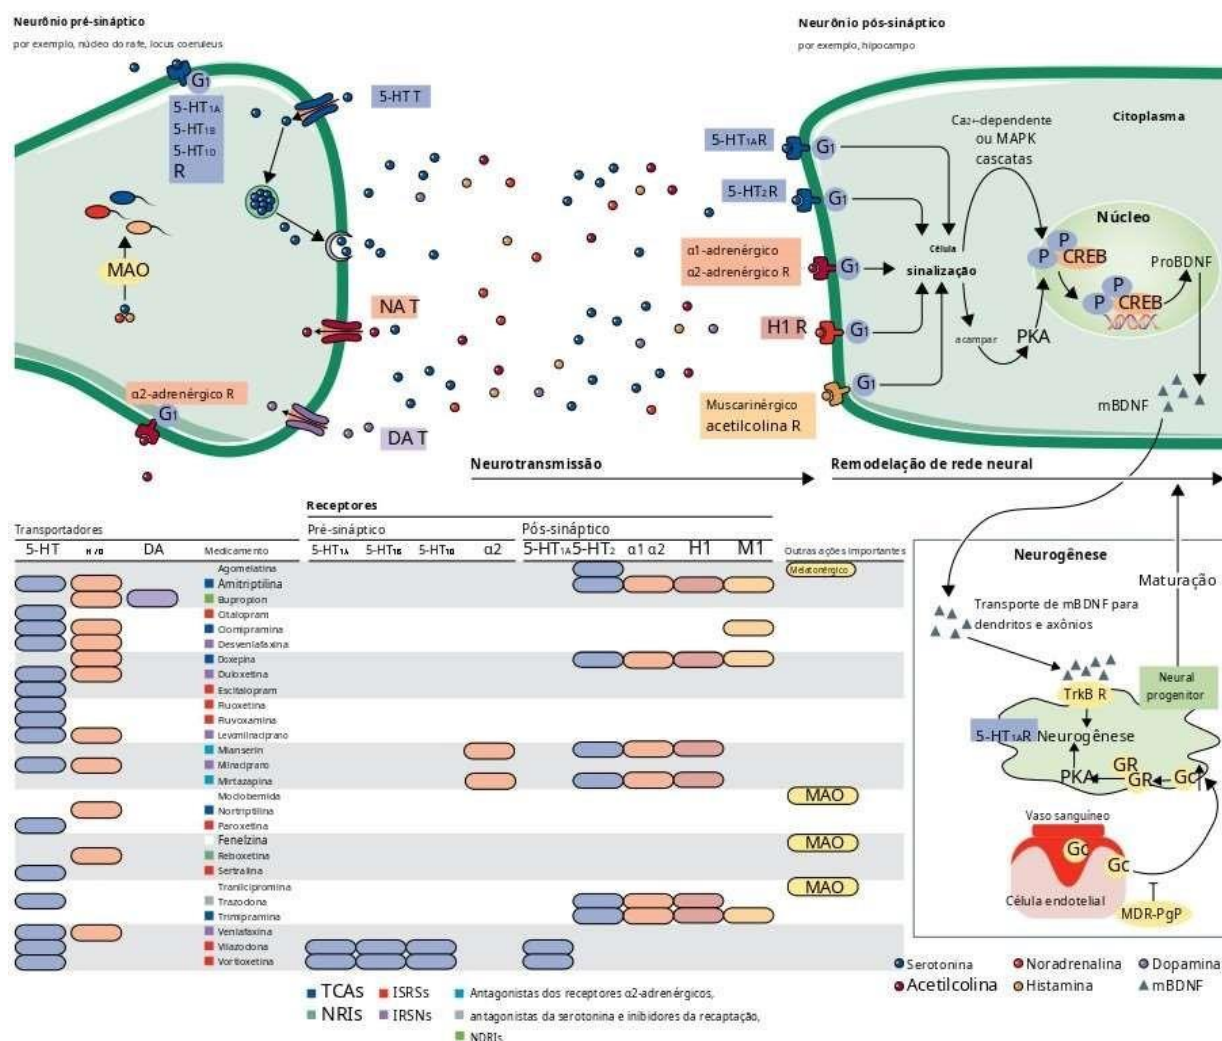 Neurônio pré-sináptico
por exemplo, núcleo do rafe, locus coeruleus
Neurônio pós-sináptico
por exemplo, hipocampo
G1
5-HT1A
5-HT1B
5-HT1D
R
5-HT T
MAO
NA T
α2-adrenérgico R
G1
DA T
5-HT1AR
G1
5-HT2R
G1
α1-adrenérgico
α2-adrenérgico R
G1
H1 R
G1
Muscarinérgico
acetilcolina R
G1
Célula
sinalização
Ca2+-dependente
ou MAPK
cascatas
Citoplasma
acampar
PKA
Núcleo
P
P
CREB
P
P
CREB
ProBDNF
mBDNF
Neurotransmissão
Remodelação de rede neural
Receptores
Transportadores
Pré-sináptico
Pós-sináptico
5-HT
DA
Medicamento
5-HT1A
5-HT1B
α2
5-HT1A
5-HT2
α1 α2
H1
M1
Outras ações importantes
Agomelatina
Melatonérgico
Amitriptilina
Bupropion
Citalopram
Clomipramina
Desvenlafaxina
Doxepina
Duloxetina
Escitalopram
Fluoxetina
Fluvoxamina
Levomilnaciprano
Mianserin
Milnaciprano
Mirtazapina
Moclobemida
MAO
Nortriptilina
Paroxetina
Fenelzina
MAO
Reboxetina
Sertralina
Tranilcipromina
MAO
Trazodona
Trimipramina
Venlafaxina
Vilazodona
Vortioxetina
TCAs
ISRSs
Antagonistas dos receptores α2-adrenérgicos,
NRIs
IRSNs
antagonistas da serotonina e inibidores da recaptação,
NDRIs
Neurogênese
Maturação
Transporte de mBDNF para
dendritos e axônios
TrkB R
Neural
progenitor
5-HT1AR
Neurogênese
PKA
GR
GR
Gc
Vaso sanguíneo
Gc
Gc
Célula endotelial
MDR-PgP
Serotonina
Noradrenalina
Dopamina
Acetilcolina
Histamina
mBDNF